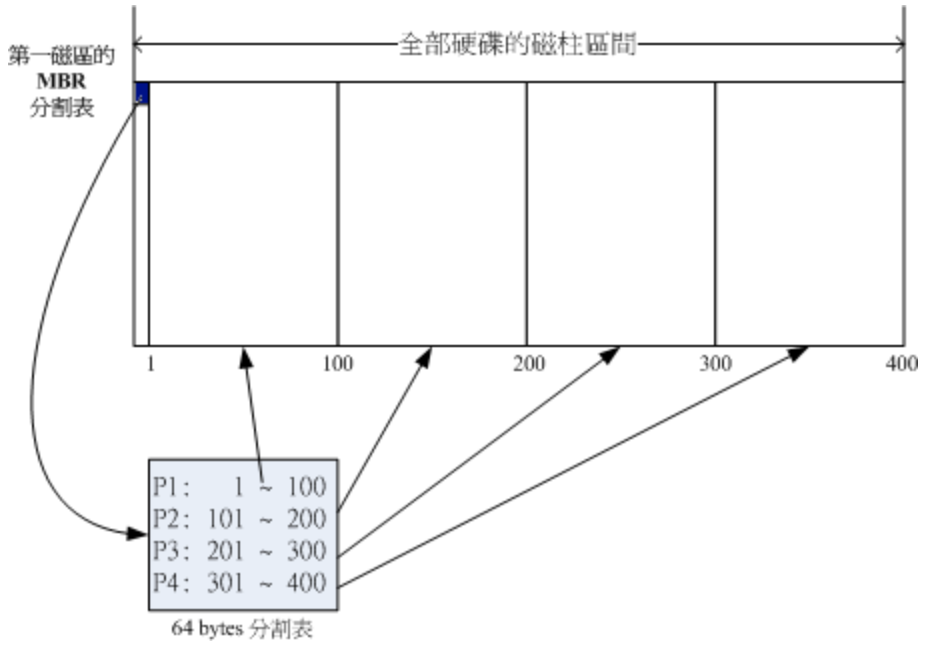 全部硬碟的磁柱區間
第一磁區的
MBR
分割表
1
100
200
300
400
P1: 1 ~ 100
P2: 101 ~ 200
P3: 201 ~ 300
P4: 301 ~ 400
64 bytes 分割表